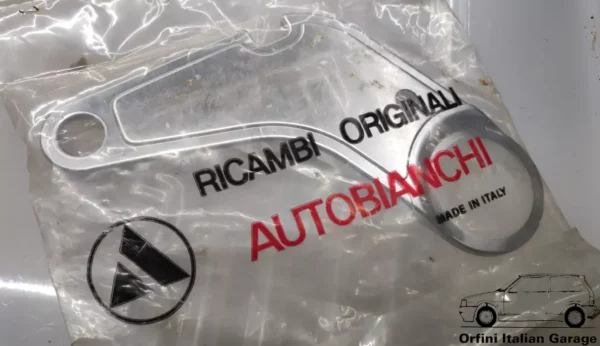 RICAMBI ORIGINALI
AUTOBIANCHI
MADE IN ITALY
Orfini Italian Garage